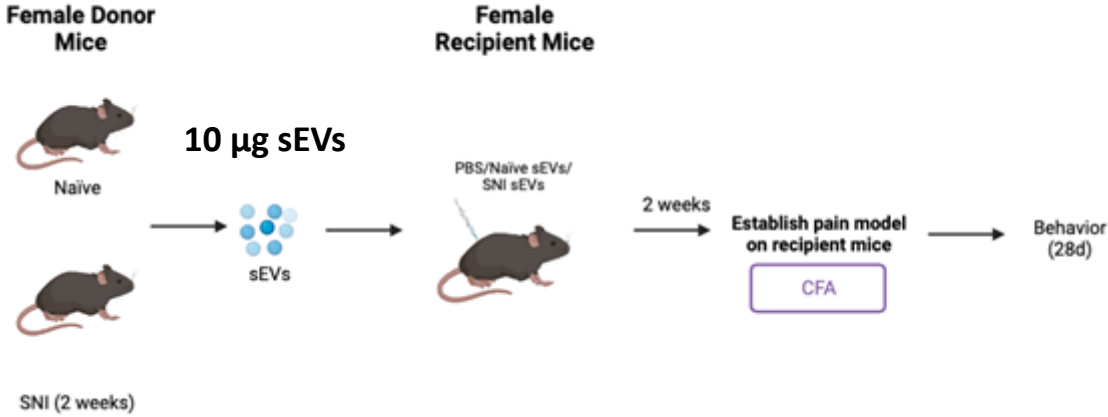 Female Donor
Mice
Female
Recipient Mice
10 µg sEVs
Naïve
PBS/Naïve sEVs/
SNI sEVs
2 weeks
Establish pain model
on recipient mice
Behavior
(28d)
sEVs
CFA
SNI (2 weeks)